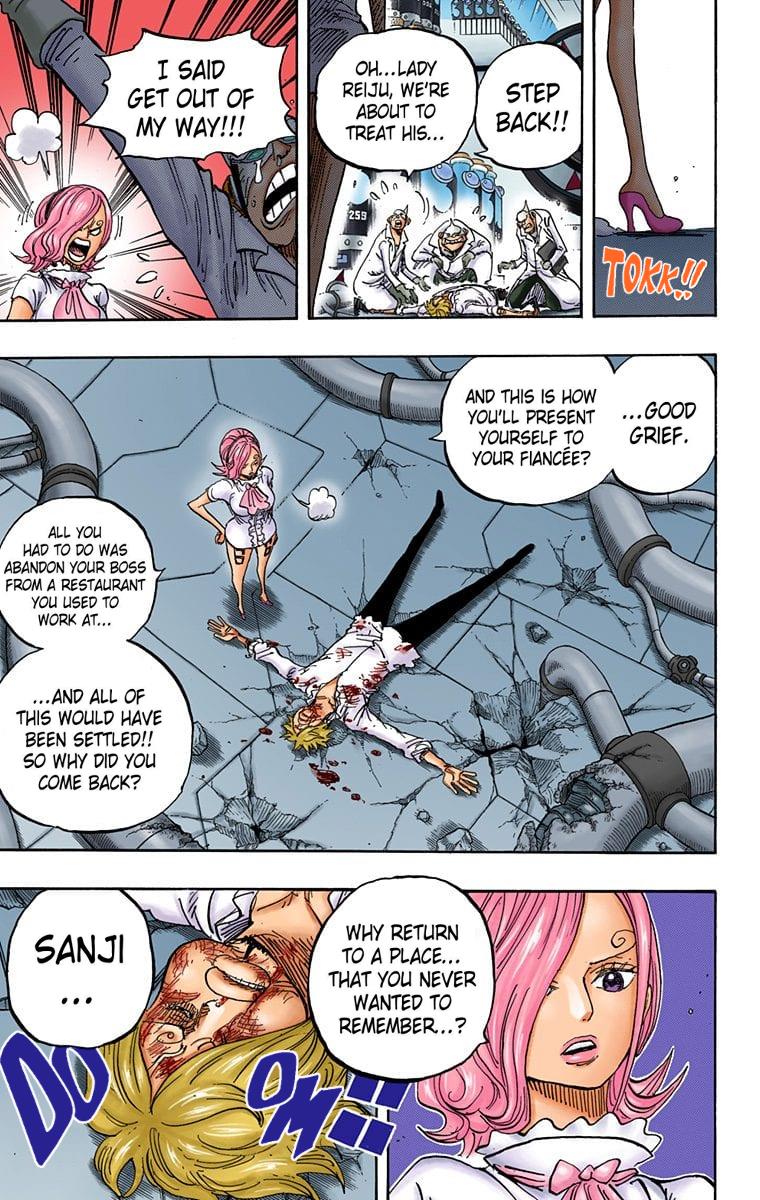 TOKK!!
STEP
BACK!!
OH...LADY
REIJU, WE'RE
ABOUT TO
TREAT HIS...
259
I SAID
GET OUT OF
MY WAY!!!
...GOOD
GRIEF.
AND THIS IS HOW
YOU'LL PRESENT
YOURSELF TO
YOUR FIANCÉE?
ALL YOU
HAD TO DO WAS
ABANDON YOUR BOSS
FROM A RESTAURANT
YOU USED TO
WORK AT...
...AND ALL OF
THIS WOULD HAVE
BEEN SETTLED!!
SO WHY DID YOU
COME BACK?
WHY RETURN
TO A PLACE...
THAT YOU NEVER
WANTED TO
REMEMBER...?
SANJI
...
DOOM!!